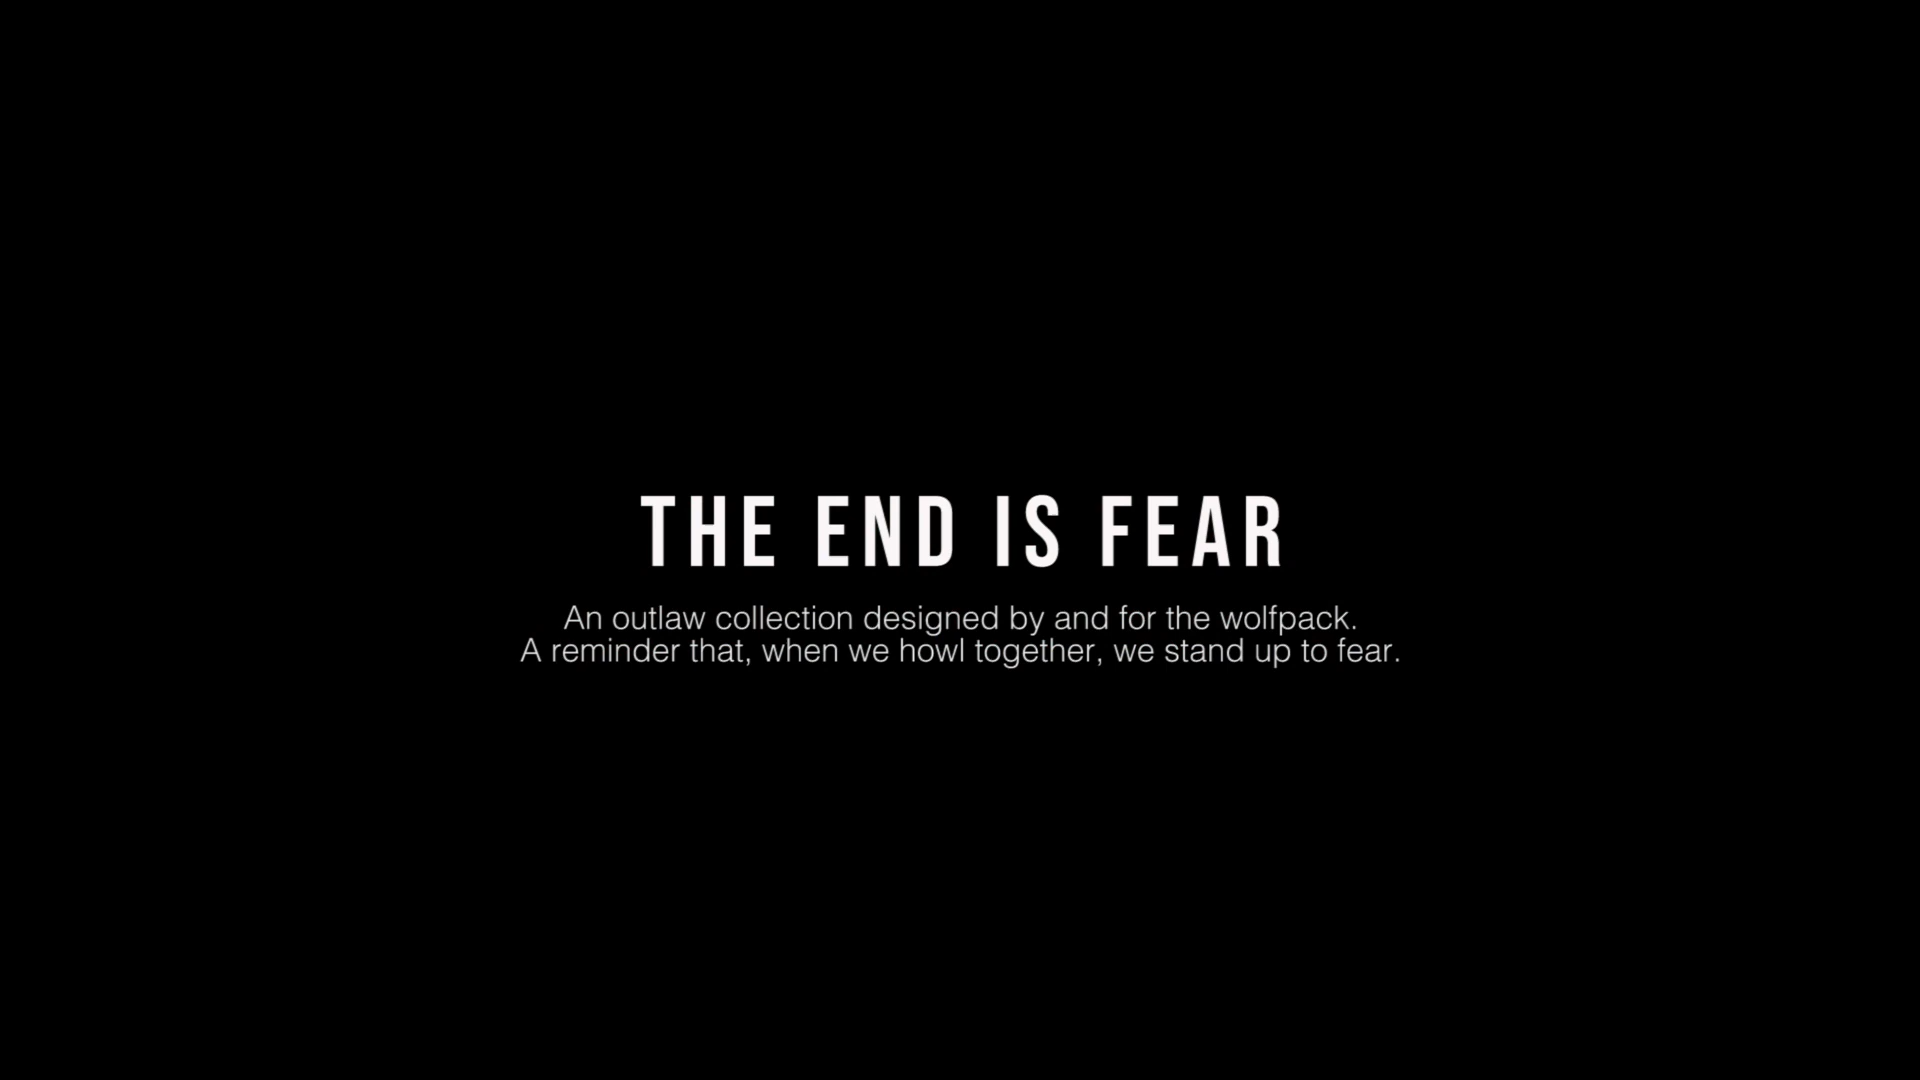 THE END IS FEAR
An outlaw collection designed by and for the wolfpack.
A reminder that, when we howl together, we stand up to fear.